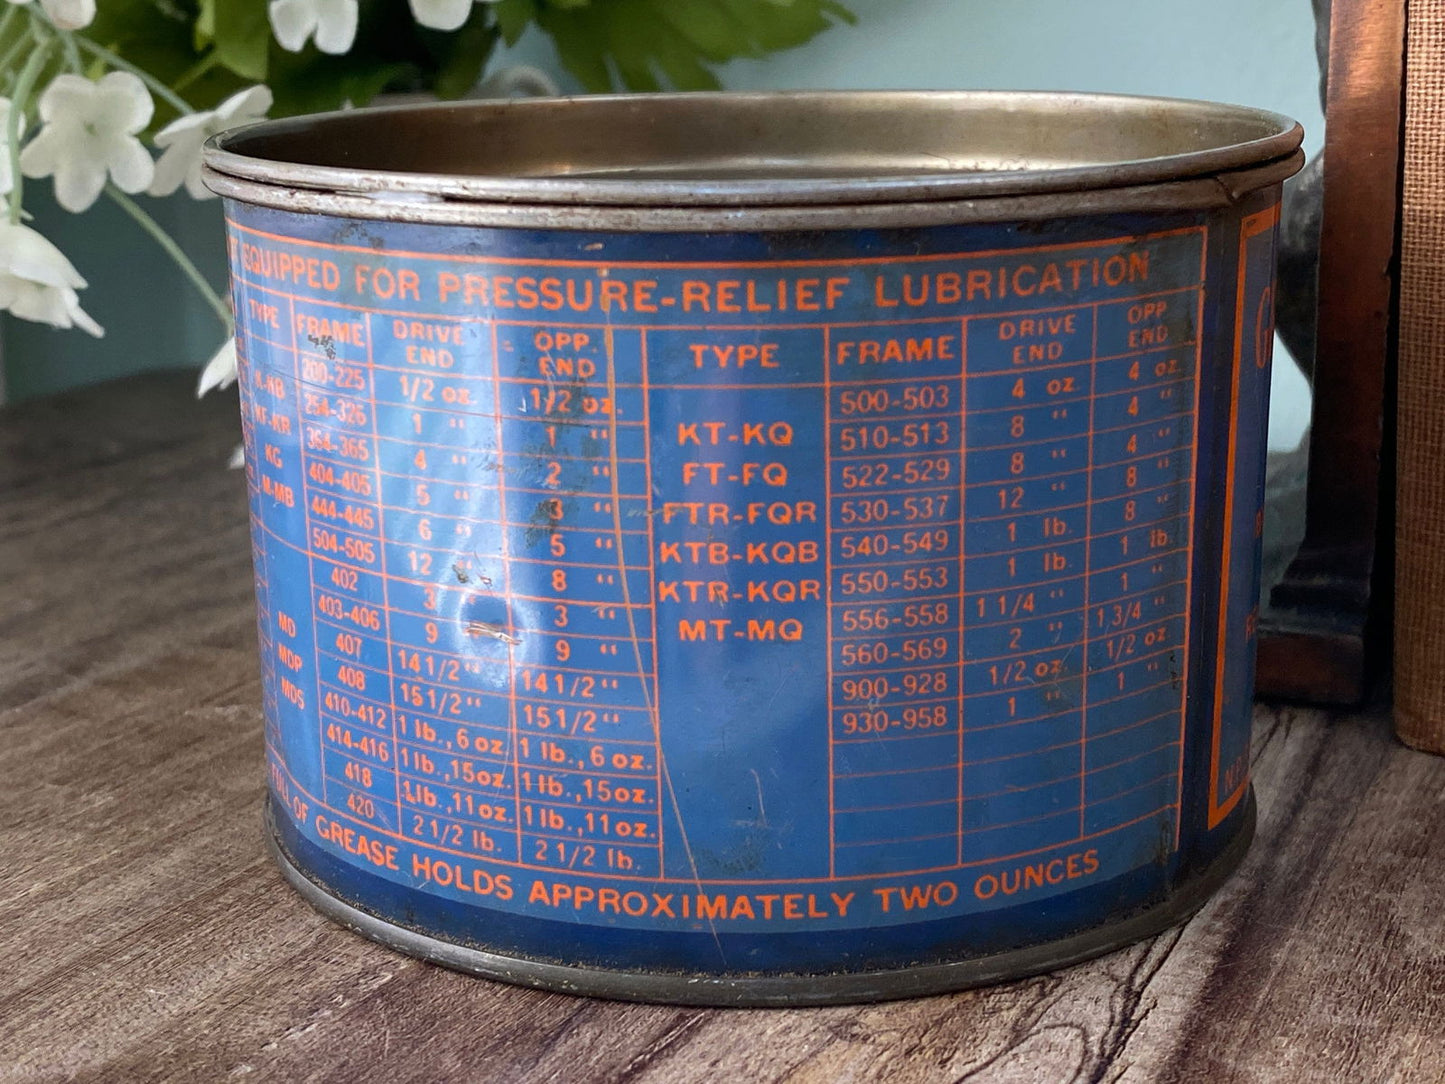 EQUIPPED FOR PRESSURE-RELIEF LUBRICATION
TYPE FRAME DRIVE END OPP. END TYPE FRAME DRIVE END OPP. END
200-225 1/2 oz. 1/2 oz. 500-503 4 oz. 4 oz.
K-KB 254-326 1 " 1 " KT-KQ 510-513 8 " 4 "
KF-KR 364-365 4 " 2 " FT-FQ 522-529 8 " 4 "
KG 404-405 5 " 3 " FTR-FQR 530-537 12 " 8 "
M-MB 444-445 6 " 5 " KTB-KQB 540-549 1 lb. 8 "
504-505 12 " 8 " KTR-KQR 550-553 1 lb. 1 lb.
402 3 3 " MT-MQ 556-558 1 1/4 " 1 "
403-406 9 9 " 560-569 2 " 1 3/4 "
MD 407 14 1/2 " 14 1/2 " 900-928 1/2 oz. 1/2 oz.
MDP 408 15 1/2 " 15 1/2 " 930-958 1 " 1 "
MDS 410-412 1 lb., 6 oz. 1 lb., 6 oz.
414-416 1 lb., 15 oz. 1 lb., 15 oz.
418 1 lb., 11 oz. 1 lb., 11 oz.
420 2 1/2 lb. 2 1/2 lb.
OF GREASE HOLDS APPROXIMATELY TWO OUNCES